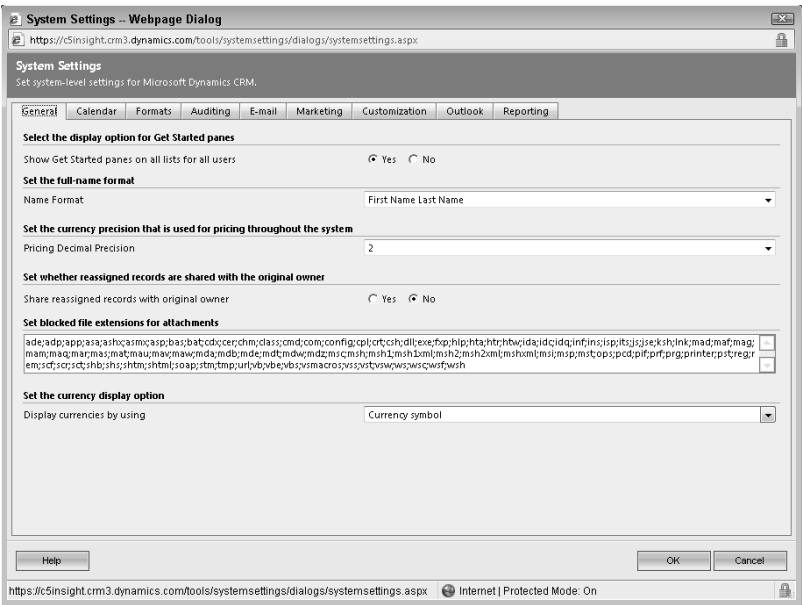 System Settings -- Webpage Dialog
https://c5insight.crm3.dynamics.com/tools/systemsettings/dialogs/systemsettings.aspx
System Settings
Set system-level settings for Microsoft Dynamics CRM.
General Calendar Formats Auditing E-mail Marketing Customization Outlook Reporting
Select the display option for Get Started panes
Show Get Started panes on all lists for all users Yes No
Set the full-name format
Name Format First Name Last Name
Set the currency precision that is used for pricing throughout the system
Pricing Decimal Precision 2
Set whether reassigned records are shared with the original owner
Share reassigned records with original owner Yes No
Set blocked file extensions for attachments
ade;adp;app;asa;ashx;asmx;asp;bas;bat;cdx;cer;chm;class;cmd;com;config;cpl;crt;csh;dll;exe;fxp;hlp;hta;htr;htw;ida;idc;idq;inf;ins;isp;its;js;jse;ksh;lnk;mad;maf;mag;
mam;maq;mar;mas;mat;mau;mav;maw;mda;mdb;mde;mdt;mdw;mdz;msc;msh;msh1;msh1xml;msh2;msh2xml;mshxml;msi;msp;mst;ops;pcd;pif;prf;prg;printer;pst;reg;r
em;scf;scr;sct;shb;shs;shtm;shtml;soap;stm;tmp;url;vb;vbe;vbs;vsmacros;vss;vst;vsw;ws;wsc;wsf;wsh
Set the currency display option
Display currencies by using Currency symbol
Help OK Cancel
https://c5insight.crm3.dynamics.com/tools/systemsettings/dialogs/systemsettings.aspx Internet | Protected Mode: On